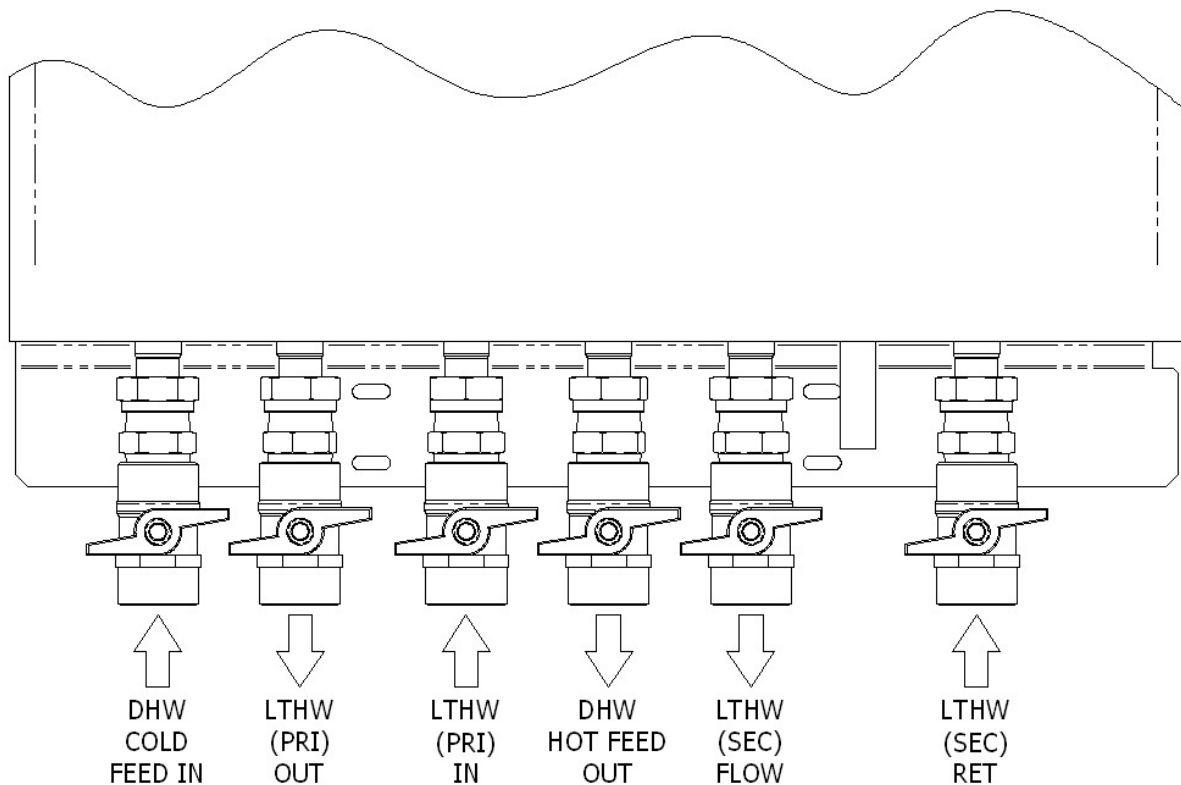 DHW
COLD
FEED IN
LTHW
(PRI)
OUT
LTHW
(PRI)
IN
DHW
HOT FEED
OUT
LTHW
(SEC)
FLOW
LTHW
(SEC)
RET